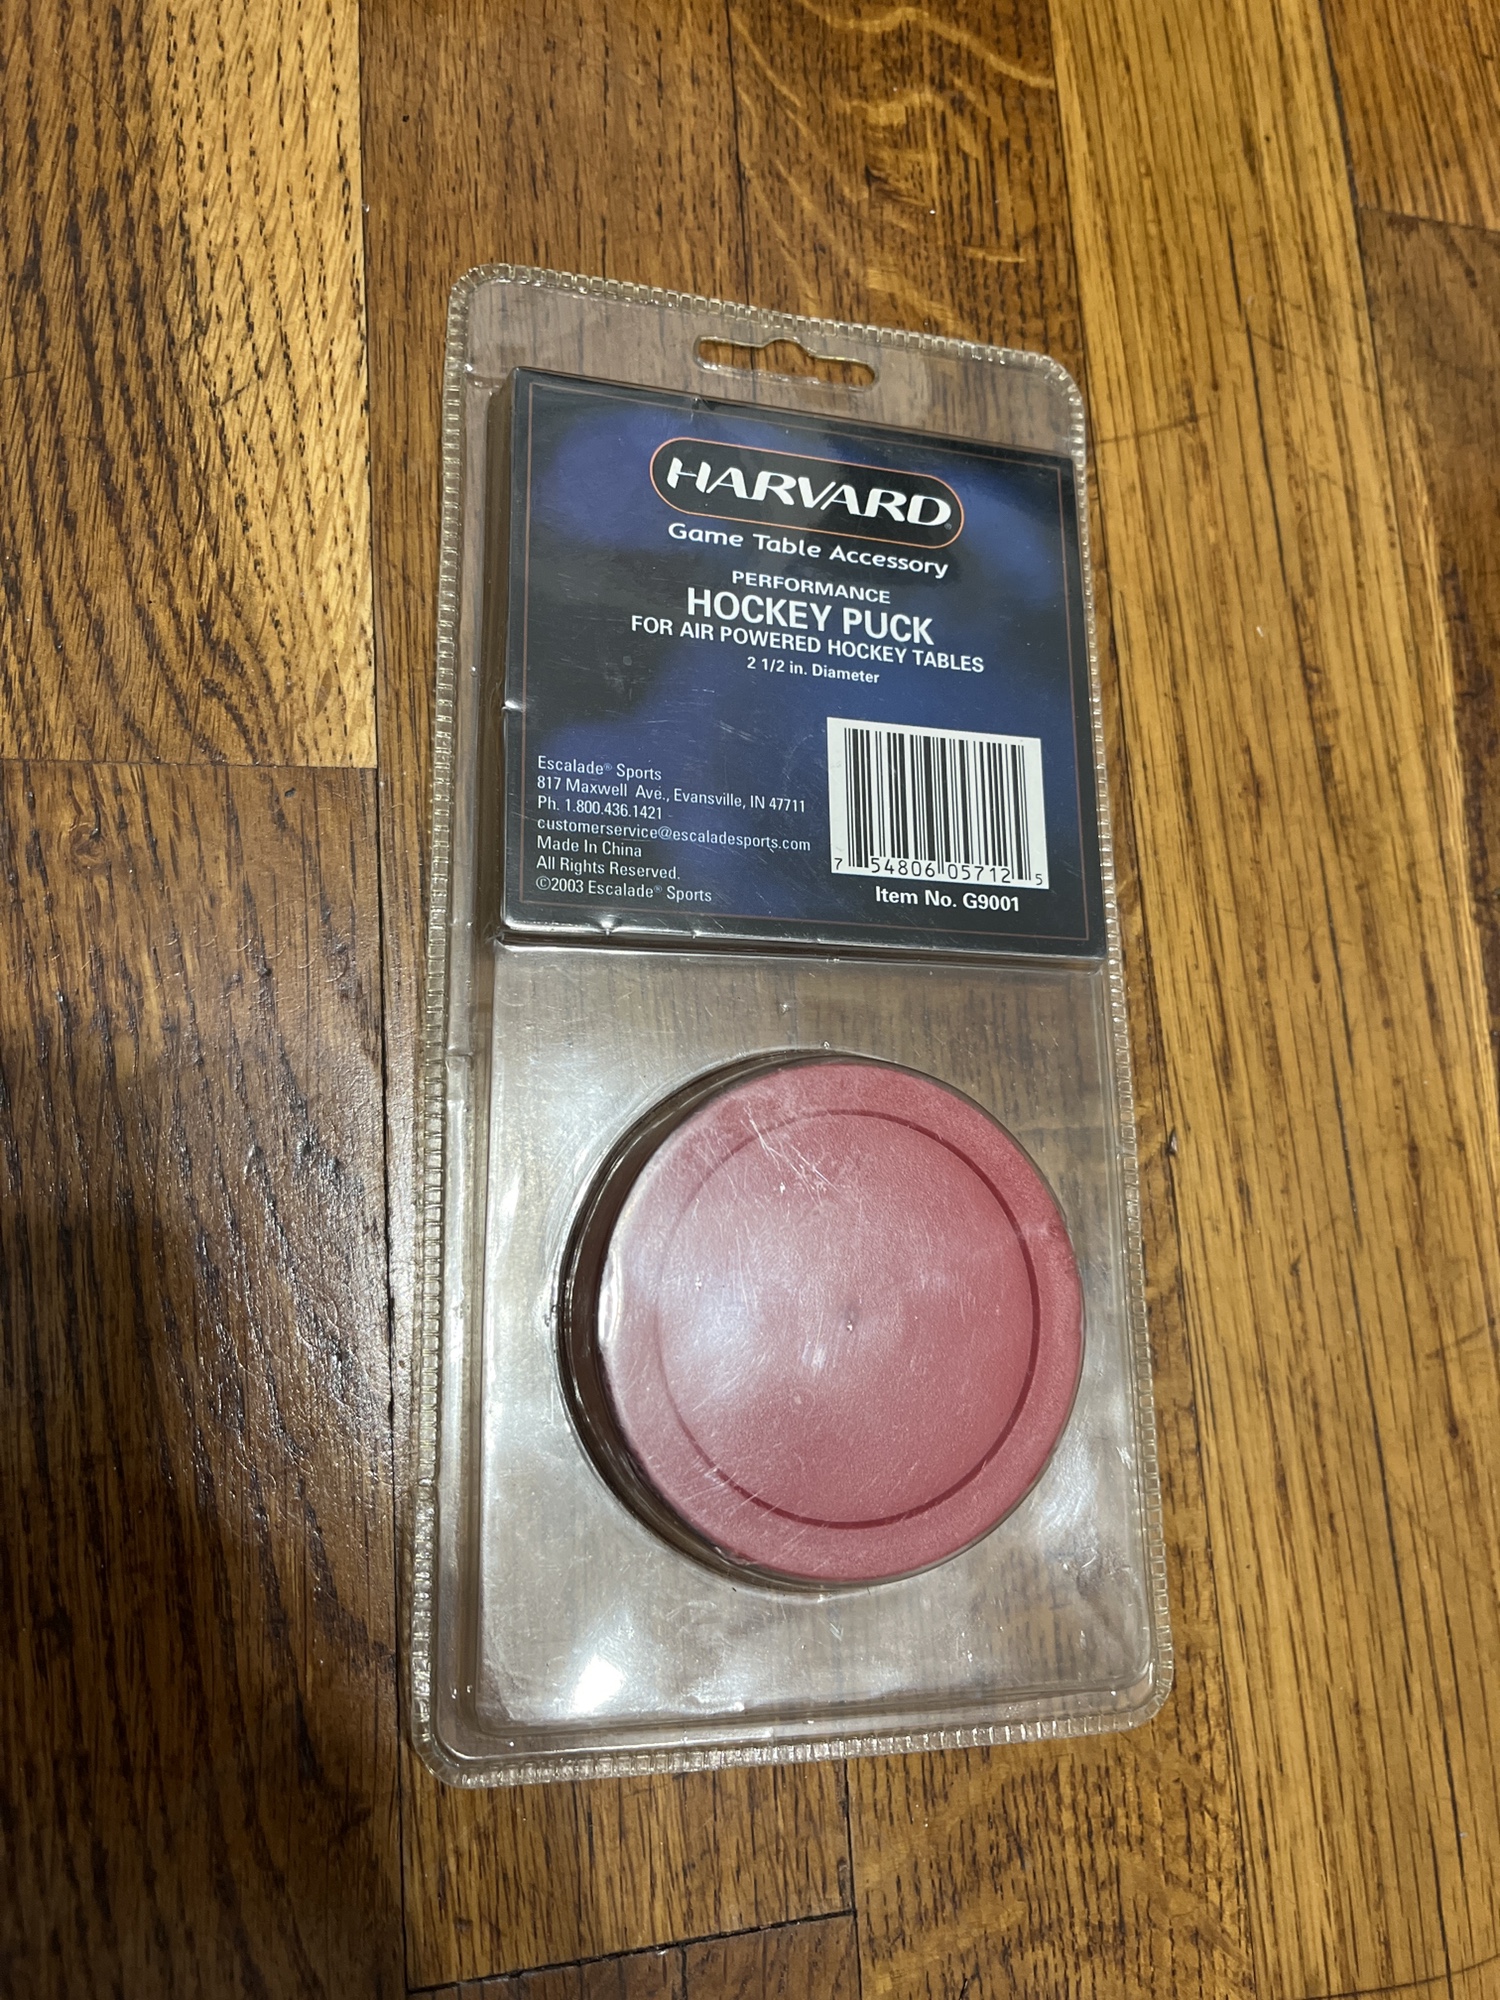 HARVARD
Game Table Accessory
PERFORMANCE
HOCKEY PUCK
FOR AIR POWERED HOCKEY TABLES
2 1/2 in. Diameter
Escalade® Sports
817 Maxwell Ave., Evansville, IN 47711
Ph. 1.800.436.1421
customerservice@escaladesports.com
Made In China
All Rights Reserved.
©2003 Escalade® Sports
7 54806 05712 5
Item No. G9001